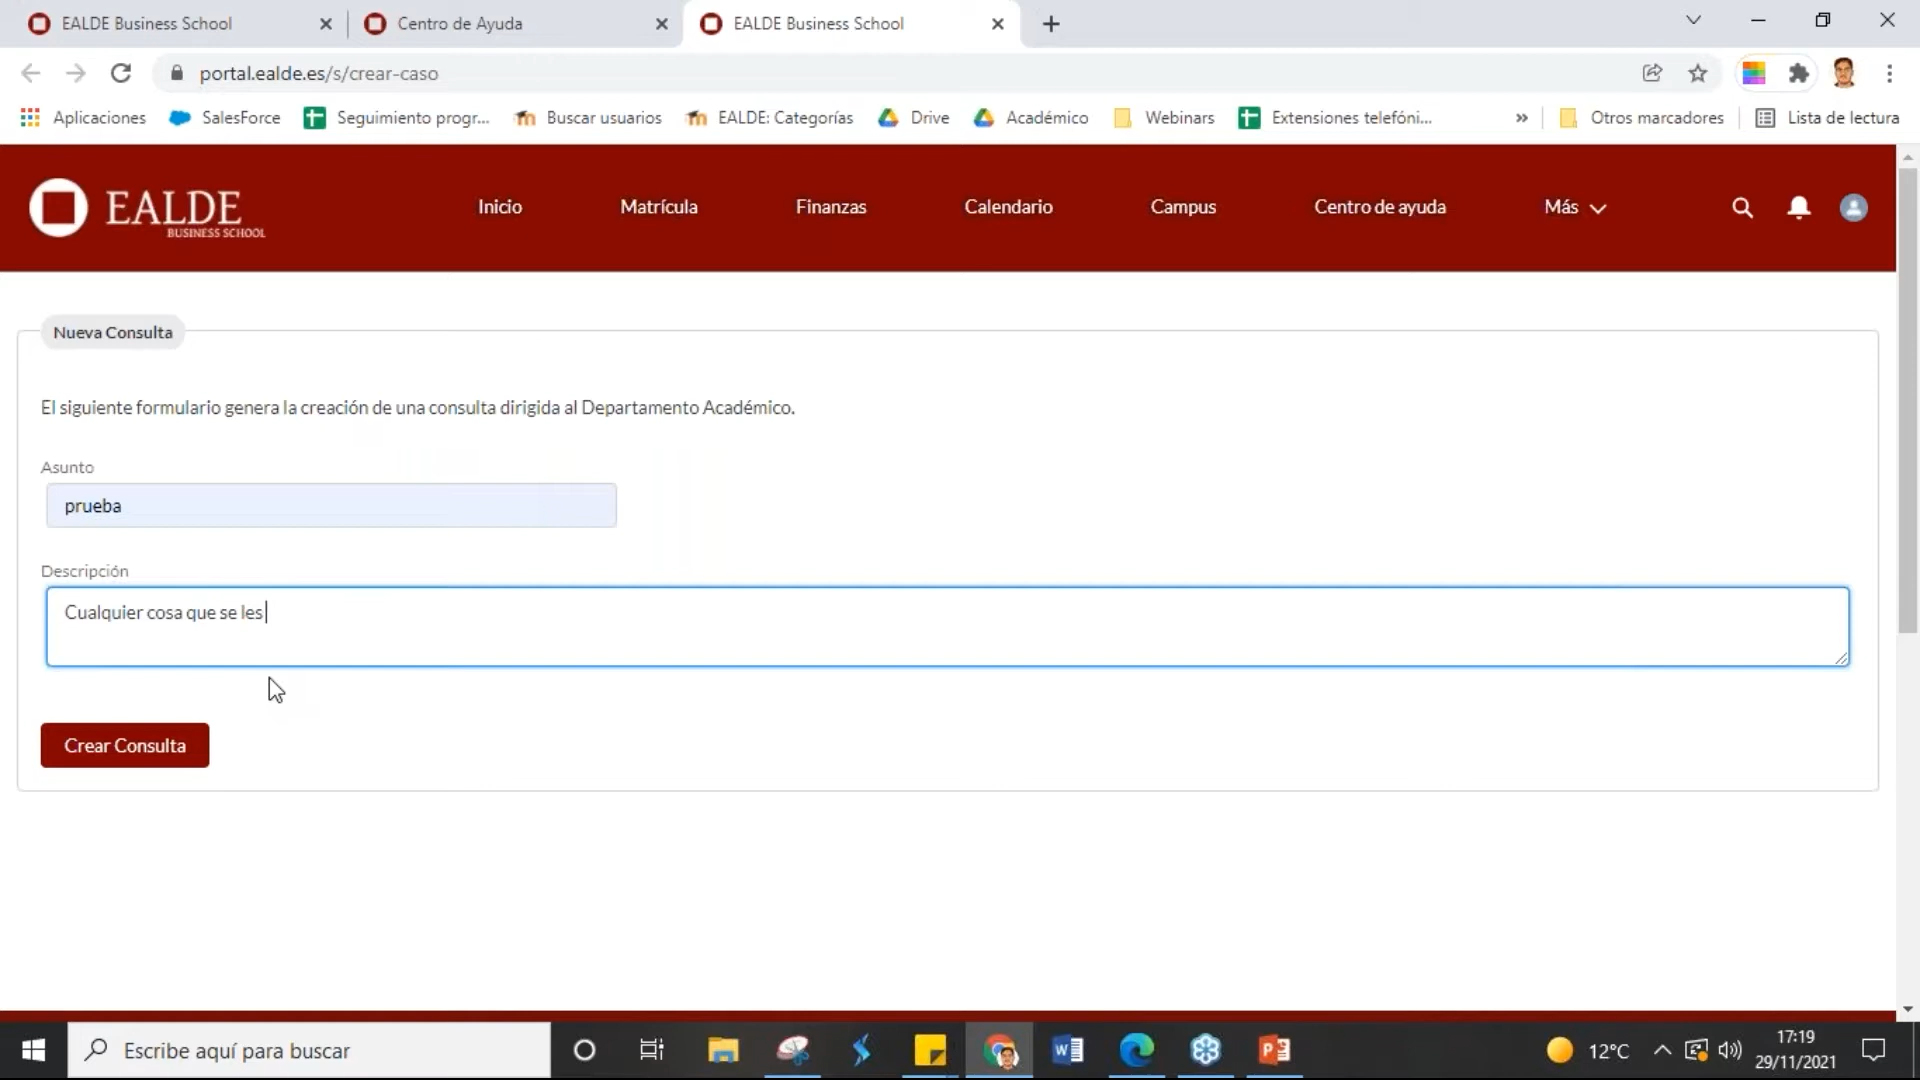 EALDE Business School
Centro de Ayuda
EALDE Business School
portal.ealde.es/s/crear-caso
Aplicaciones
SalesForce
Seguimiento progr...
Buscar usuarios
EALDE: Categorías
Drive
Académico
Webinars
Extensiones telefóni...
»
Otros marcadores
Lista de lectura
EALDE
BUSINESS SCHOOL
Inicio
Matrícula
Finanzas
Calendario
Campus
Centro de ayuda
Más
Nueva Consulta
El siguiente formulario genera la creación de una consulta dirigida al Departamento Académico.
Asunto
prueba
Descripción
Cualquier cosa que se les
Crear Consulta
Escribe aquí para buscar
12°C
17:19
29/11/2021